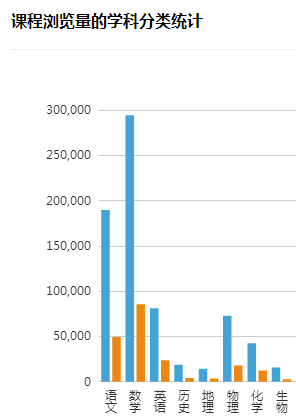 课程浏览量的学科分类统计
300,000
250,000
200,000
150,000
100,000
50,000
0
语文
数学
英语
历史
地理
物理
化学
生物